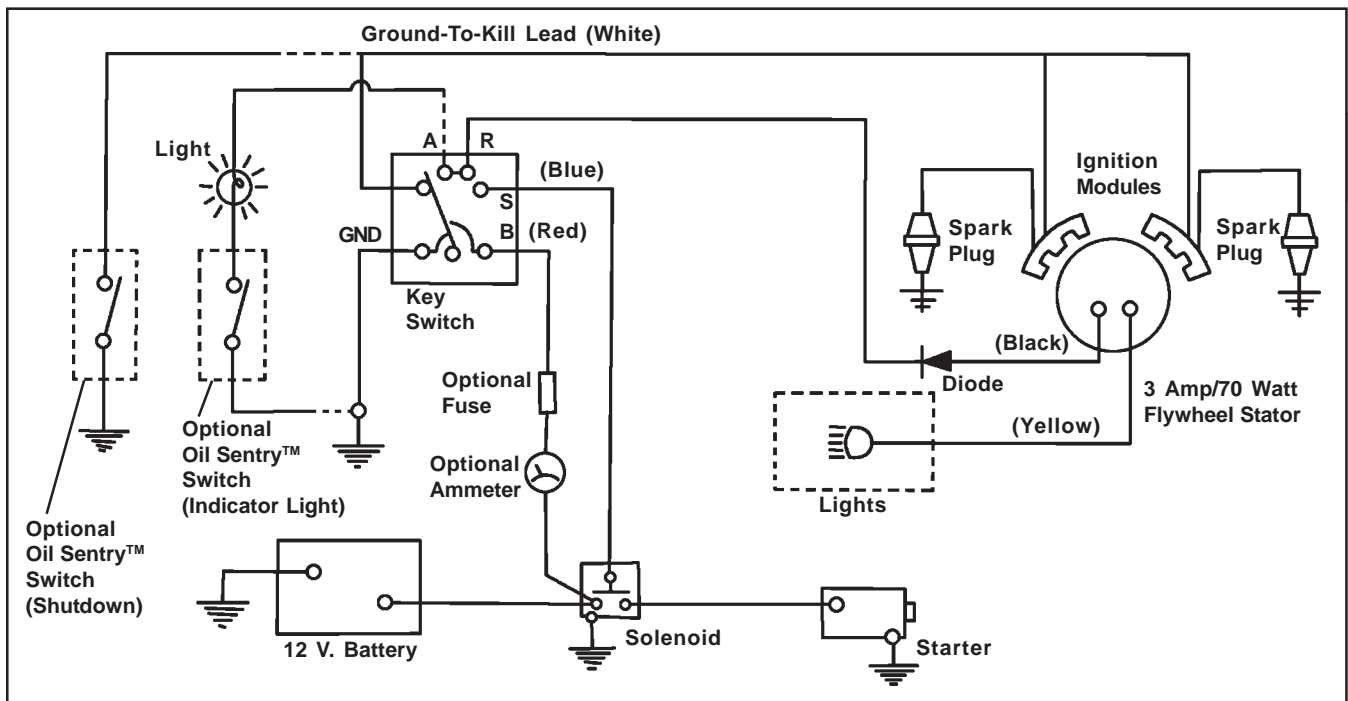 Ground-To-Kill Lead (White)
Light
A
R
(Blue)
S
GND
B
(Red)
Key
Switch
Ignition
Modules
Spark
Plug
Spark
Plug
(Black)
Diode
3 Amp/70 Watt
Flywheel Stator
(Yellow)
Lights
Optional
Fuse
Optional
Ammeter
Optional
Oil Sentry™
Switch
(Indicator Light)
Optional
Oil Sentry™
Switch
(Shutdown)
12 V. Battery
Solenoid
Starter